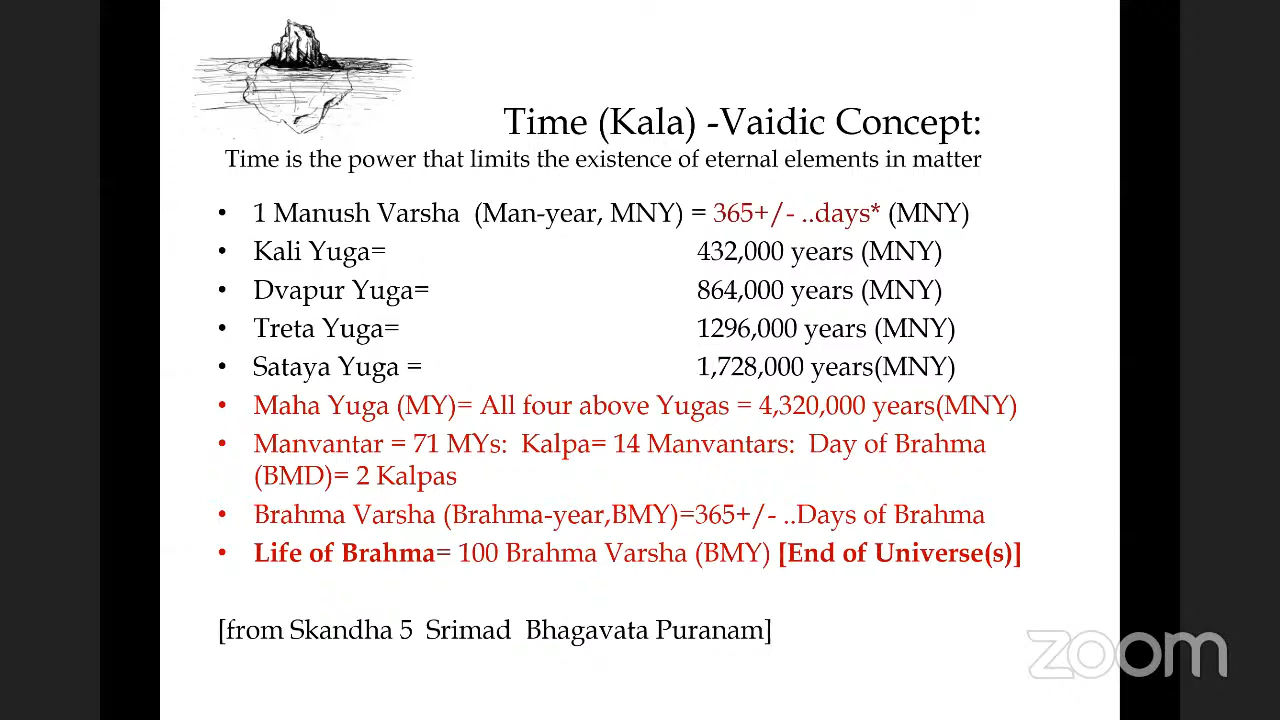 Time (Kala) -Vaidic Concept:
Time is the power that limits the existence of eternal elements in matter
• 1 Manush Varsha (Man-year, MNY) = 365+/- ..days* (MNY)
• Kali Yuga= 432,000 years (MNY)
• Dvapur Yuga= 864,000 years (MNY)
• Treta Yuga= 1296,000 years (MNY)
• Sataya Yuga = 1,728,000 years(MNY)
• Maha Yuga (MY)= All four above Yugas = 4,320,000 years(MNY)
• Manvantar = 71 MYs: Kalpa= 14 Manvantars: Day of Brahma
(BMD)= 2 Kalpas
• Brahma Varsha (Brahma-year,BMY)=365+/- ..Days of Brahma
• Life of Brahma= 100 Brahma Varsha (BMY) [End of Universe(s)]
[from Skandha 5 Srimad Bhagavata Puranam]
zoom